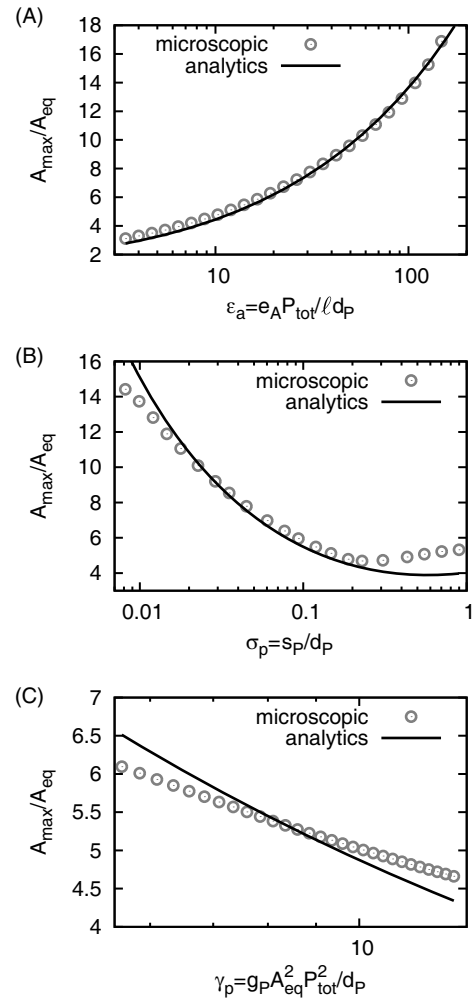 (A)
18
16
14
12
10
8
6
4
2
A_max/A_eq
microscopic
analytics
10
100
ε_a=e_A P_tot/ℓd_P
(B)
16
14
12
10
8
6
4
A_max/A_eq
microscopic
analytics
0.01
0.1
1
σ_p=s_P/d_P
(C)
7
6.5
6
5.5
5
4.5
4
A_max/A_eq
microscopic
analytics
10
γ_p=g_P A_eq^2 P_tot^2/d_P